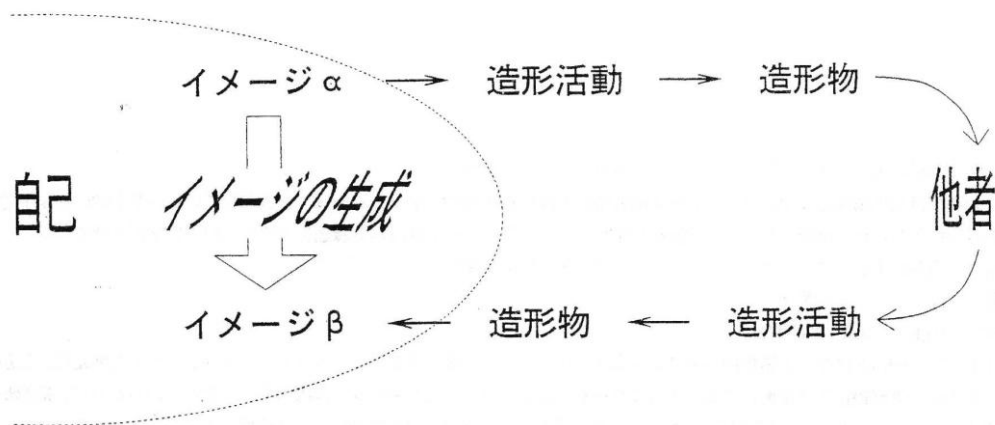 イメージα → 造形活動 → 造形物
自己 イメージの生成 他者
イメージβ ← 造形物 ← 造形活動